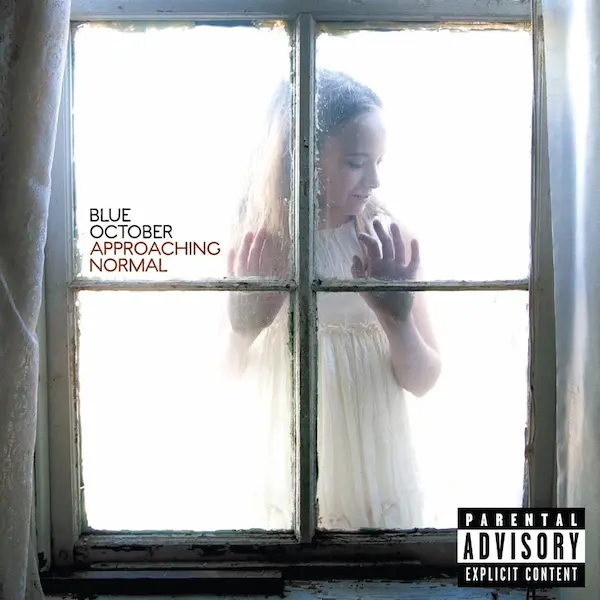 BLUE
OCTOBER
APPROACHING
NORMAL
PARENTAL
ADVISORY
EXPLICIT CONTENT